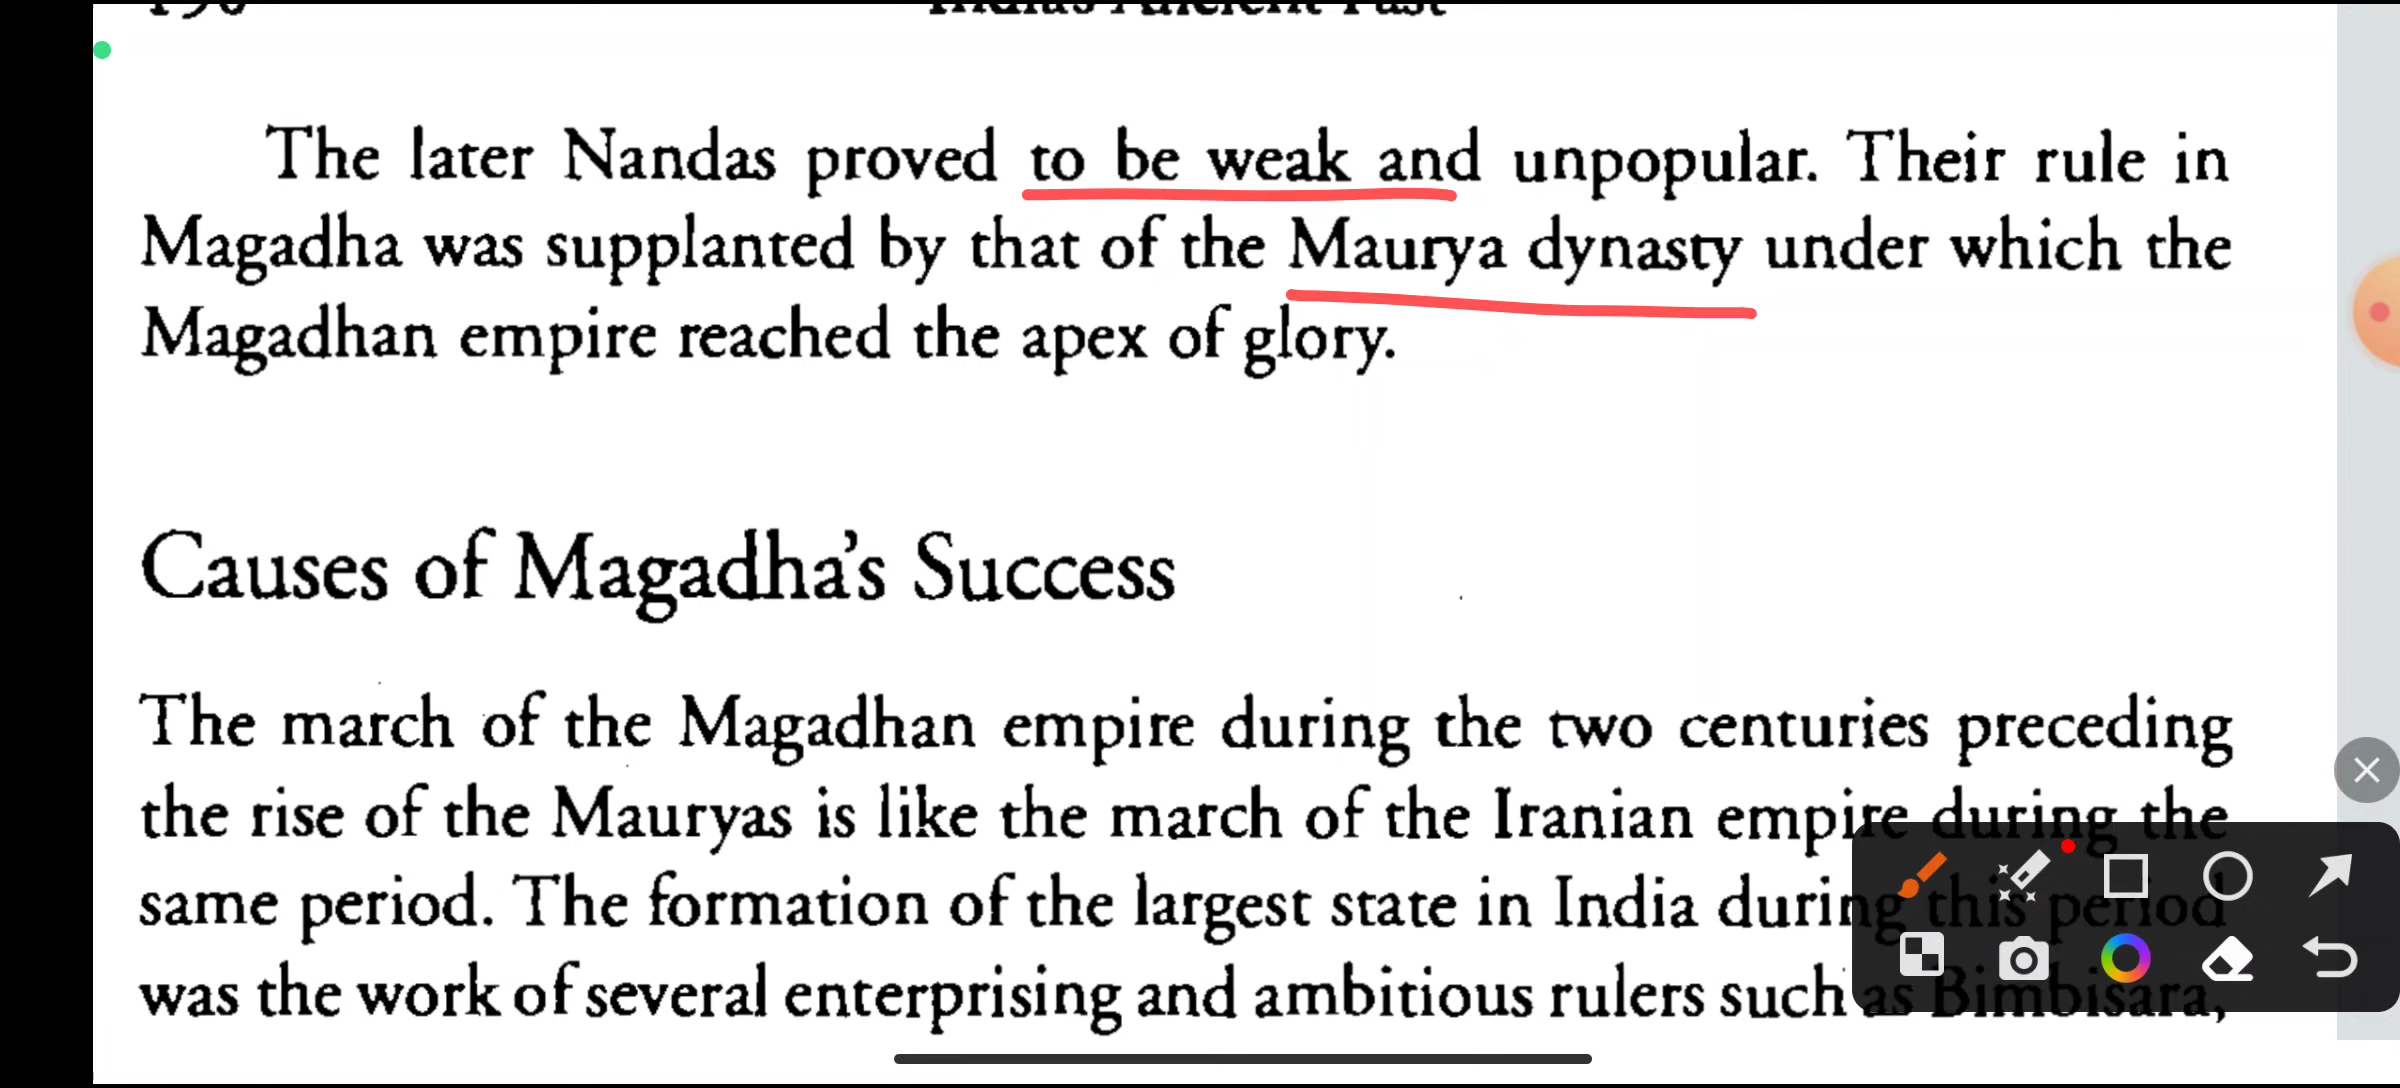 India's Ancient Past
The later Nandas proved to be weak and unpopular. Their rule in
Magadha was supplanted by that of the Maurya dynasty under which the
Magadhan empire reached the apex of glory.
Causes of Magadha's Success
The march of the Magadhan empire during the two centuries preceding
the rise of the Mauryas is like the march of the Iranian empire during the
same period. The formation of the largest state in India during this period
was the work of several enterprising and ambitious rulers such as Bimbisara,